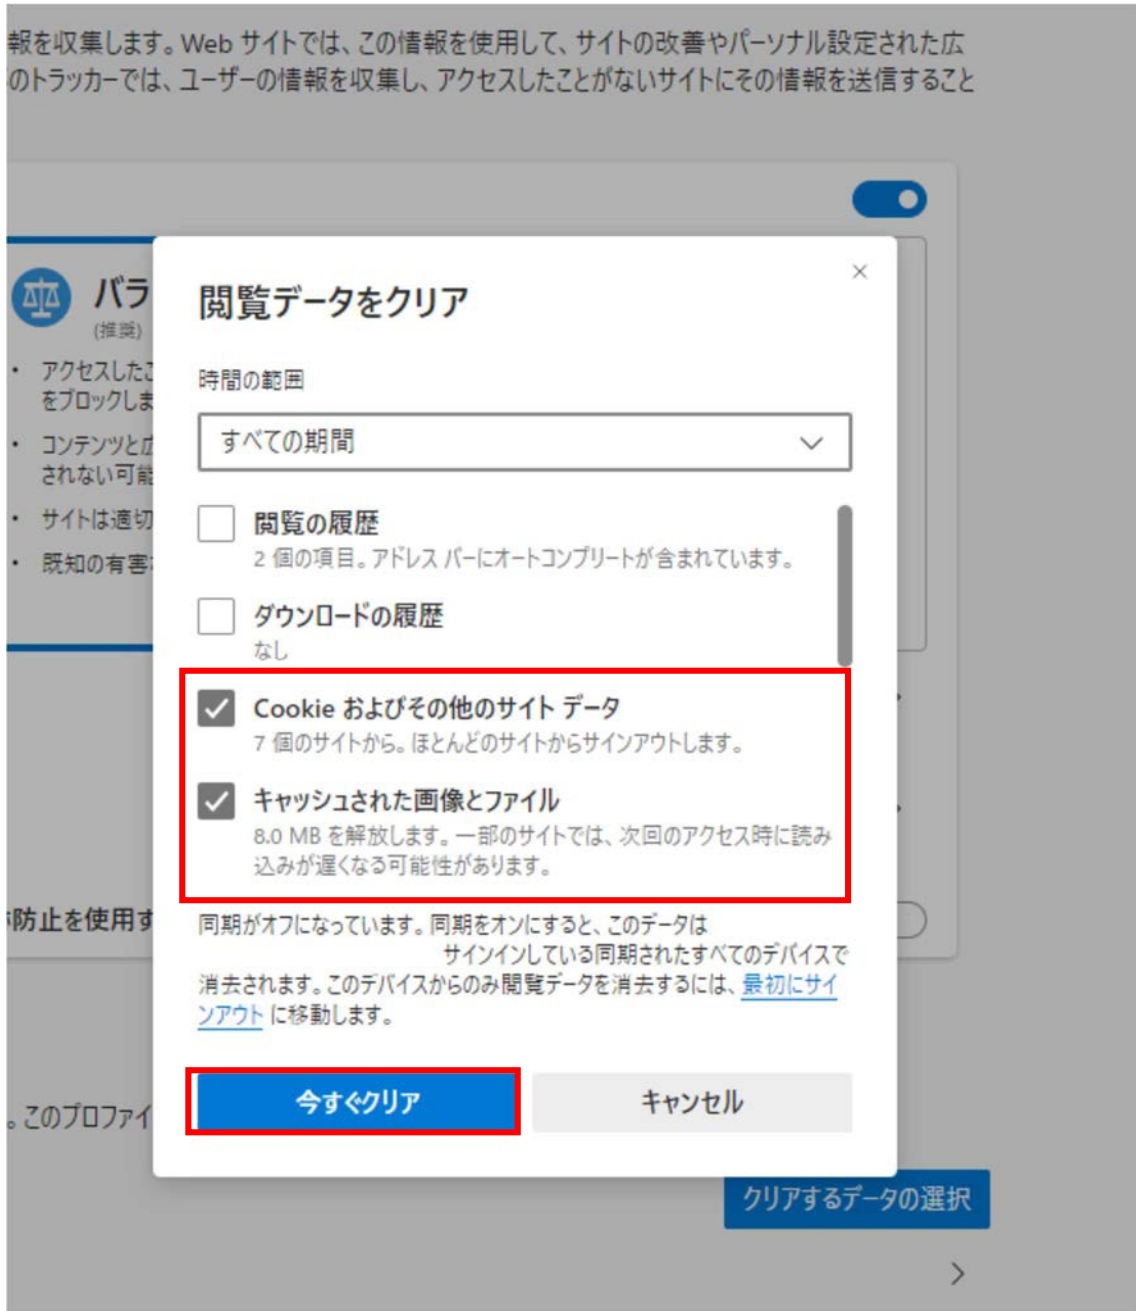 報を収集します。Web サイトでは、この情報を使用して、サイトの改善やパーソナル設定された広
のトラッカーでは、ユーザーの情報を収集し、アクセスしたことがないサイトにその情報を送信すること
バラ
(推奨)
・ アクセスしたこ
をブロックしま
・ コンテンツと広
されない可能
・ サイトは適切
・ 既知の有害
閲覧データをクリア
時間の範囲
すべての期間
閲覧の履歴
2 個の項目。アドレス バーにオートコンプリートが含まれています。
ダウンロードの履歴
なし
Cookie およびその他のサイト データ
7 個のサイトから。ほとんどのサイトからサインアウトします。
キャッシュされた画像とファイル
8.0 MB を解放します。一部のサイトでは、次回のアクセス時に読み
込みが遅くなる可能性があります。
同期がオフになっています。同期をオンにすると、このデータは
サインインしている同期されたすべてのデバイスで
消去されます。このデバイスからのみ閲覧データを消去するには、最初にサイ
ンアウト に移動します。
今すぐクリア
キャンセル
防止を使用す
。このプロファイ
クリアするデータの選択